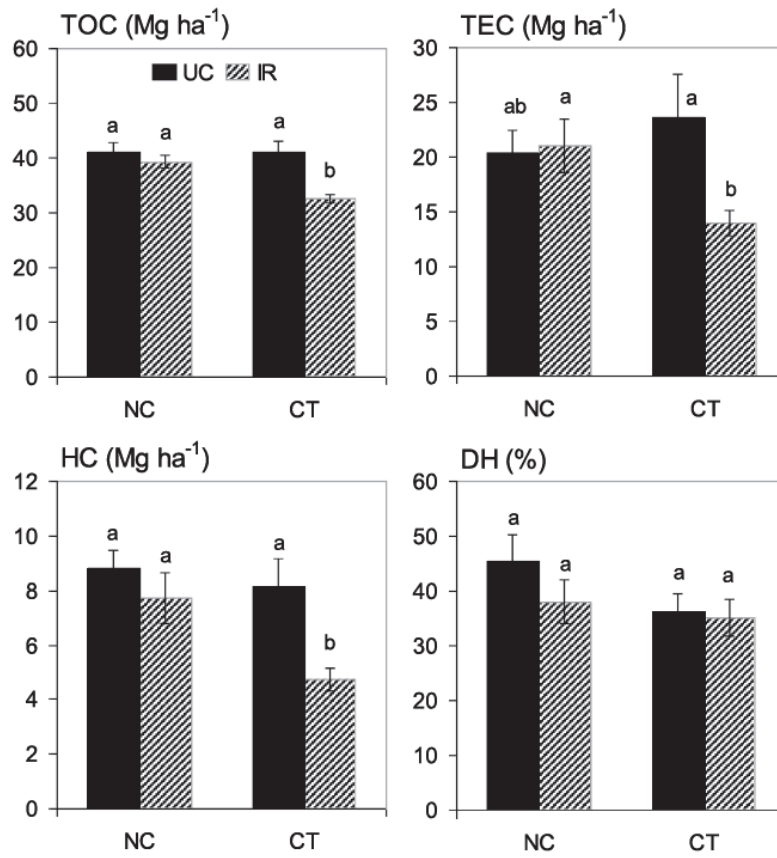 TOC (Mg ha⁻¹)
60
50
40
30
20
10
0
UC IR
a a a b
NC CT
TEC (Mg ha⁻¹)
30
25
20
15
10
5
0
ab a a b
NC CT
HC (Mg ha⁻¹)
12
10
8
6
4
2
0
a a a b
NC CT
DH (%)
60
50
40
30
20
10
0
a a a a
NC CT